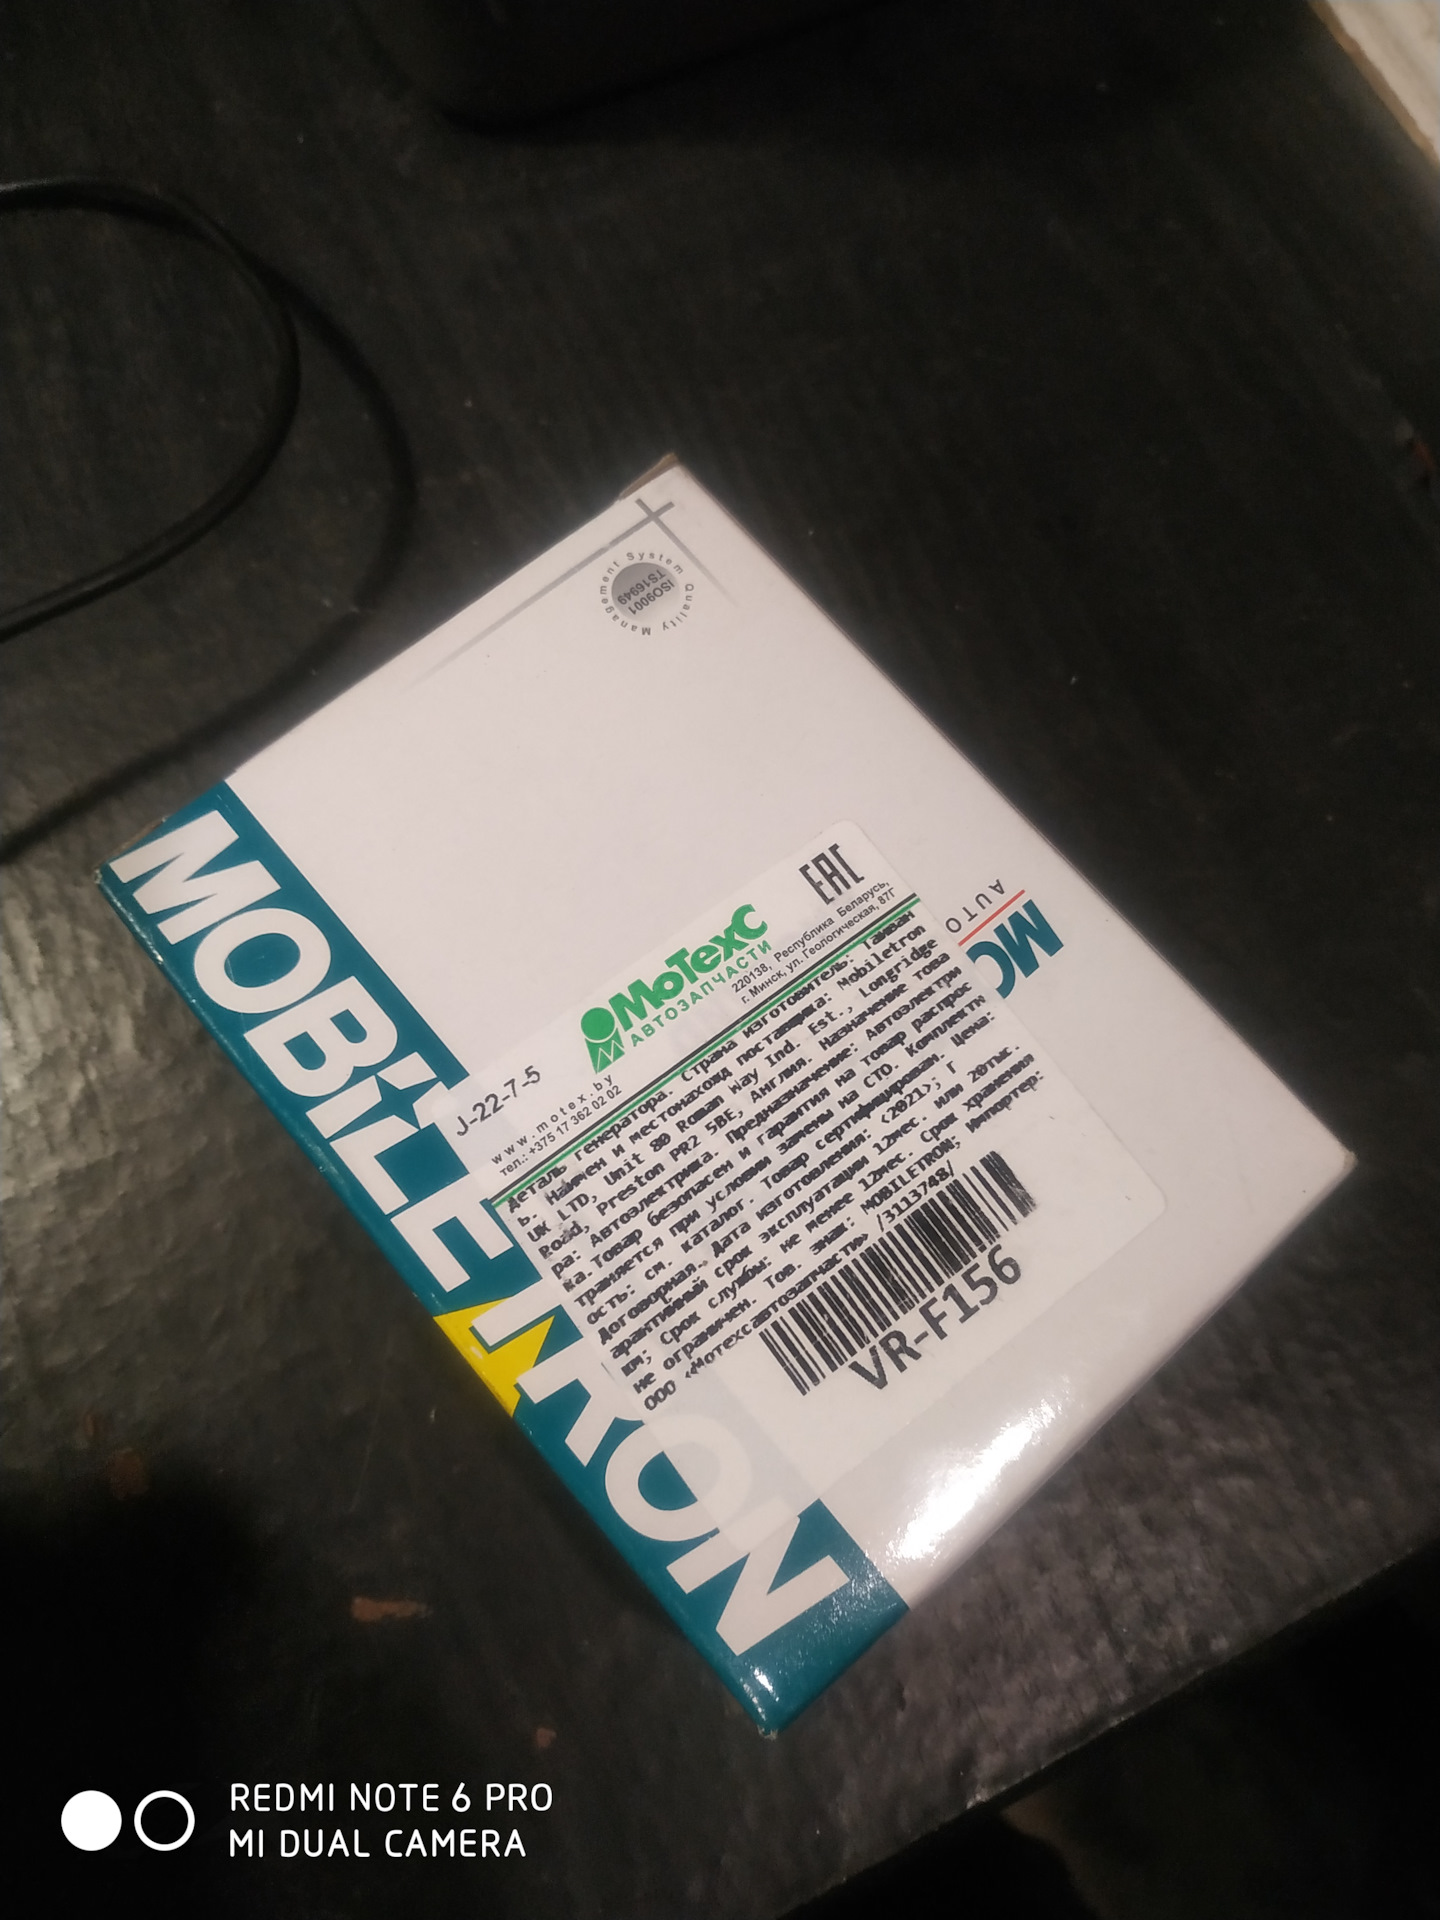 Quality Management System
ISO9001
TS16949
MOBiLETRON
AUTO
J-22-7-5
МоТехС
АВТОЗАПЧАСТИ
EAC
www.motex.by
тел.: +375 17 362 02 02
220138, Республика Беларусь,
г. Минск, ул. Геологическая, 87Г
Деталь генератора. Страна изготовитель: Тайван
ь. Наимен и местонахожд поставщика: Mobiletron
UK LTD, Unit 80 Roman Way Ind. Est., Longridge
Road, Preston PR2 5BE, Англия. Назначение това
ра: Автоэлектрика. Предназначение: Автоэлектри
ка. Товар безопасен и гарантия на товар распрос
траняется при условии замены на СТО. Комплектн
ость: см. каталог. Товар сертифицирован. Цена:
договорная. Дата изготовления: <2021>; Г
арантийный срок эксплуатации 12мес. или 20тыс.
км; Срок службы: не менее 12мес. Срок хранения
не ограничен. Тов. знак: MOBILETRON; Импортер:
ООО «Мотексавтозапчасти» /3113748/
VR-F156
REDMI NOTE 6 PRO
MI DUAL CAMERA